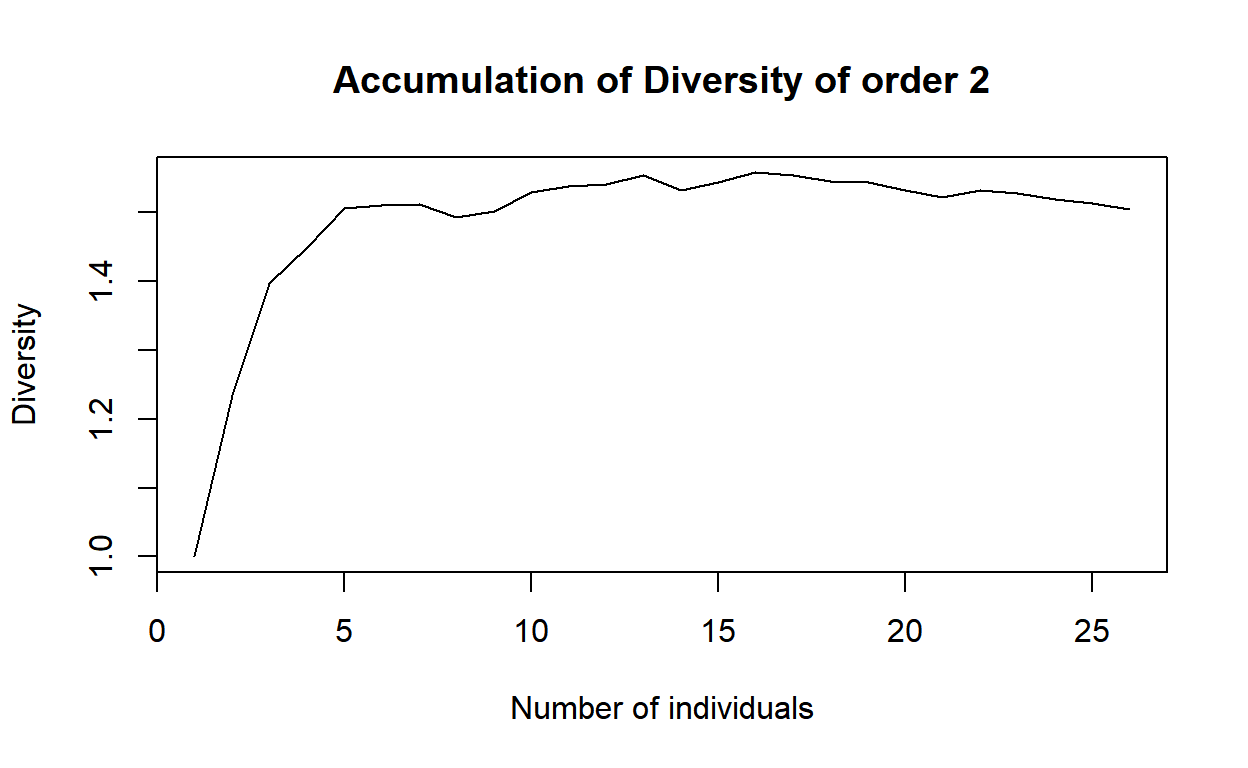 Accumulation of Diversity of order 2
Diversity
1.4
1.2
1.0
0 5 10 15 20 25
Number of individuals